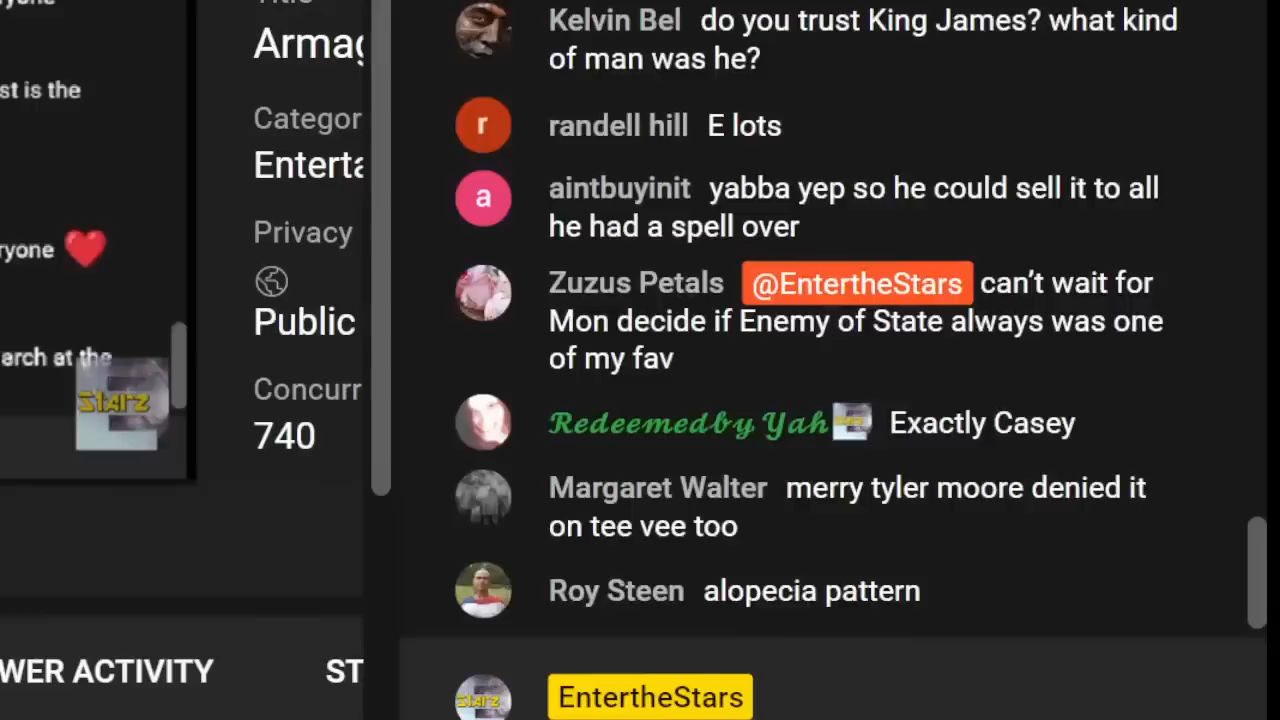 st is the
ryone
arch at the
STARZ
Armag
Categor
Enterta
Privacy
Public
Concurr
740
WER ACTIVITY
ST
Kelvin Bel do you trust King James? what kind
of man was he?
r
randell hill E lots
a
aintbuyinit yabba yep so he could sell it to all
he had a spell over
Zuzus Petals @EntertheStars can’t wait for
Mon decide if Enemy of State always was one
of my fav
Redeemedby Yah Exactly Casey
Margaret Walter merry tyler moore denied it
on tee vee too
Roy Steen alopecia pattern
STARZ
EntertheStars